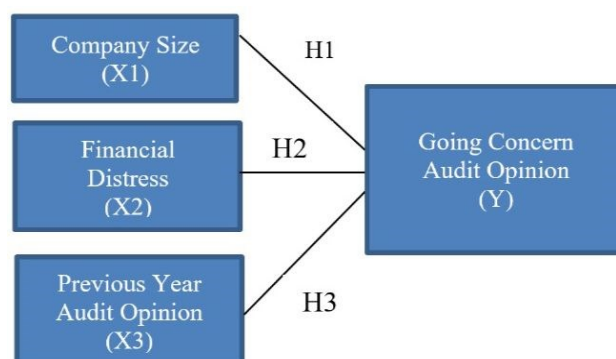 Company Size
(X1)
H1
Financial
Distress
(X2)
H2
Going Concern
Audit Opinion
(Y)
Previous Year
Audit Opinion
(X3)
H3